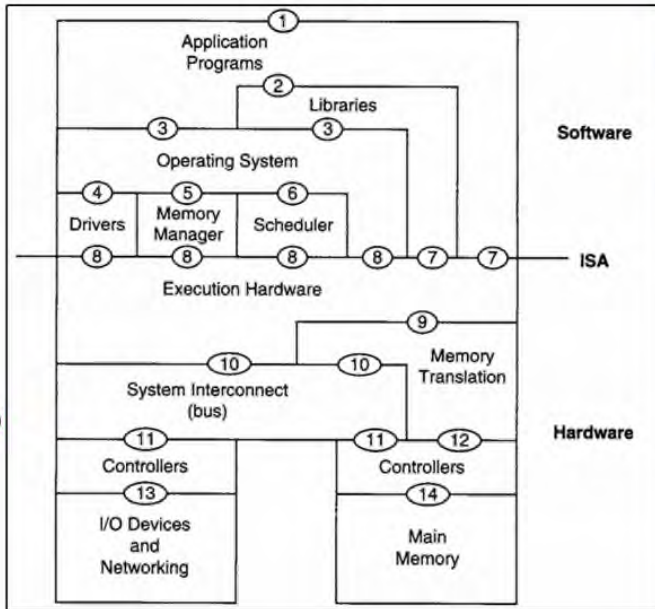 1
Application
Programs
2
Libraries
3
3
Software
Operating System
4
5
6
Drivers
Memory
Manager
Scheduler
8
8
8
8
7
7
ISA
Execution Hardware
9
10
10
Memory
Translation
System Interconnect
(bus)
11
11
12
Hardware
Controllers
Controllers
13
14
I/O Devices
and
Networking
Main
Memory